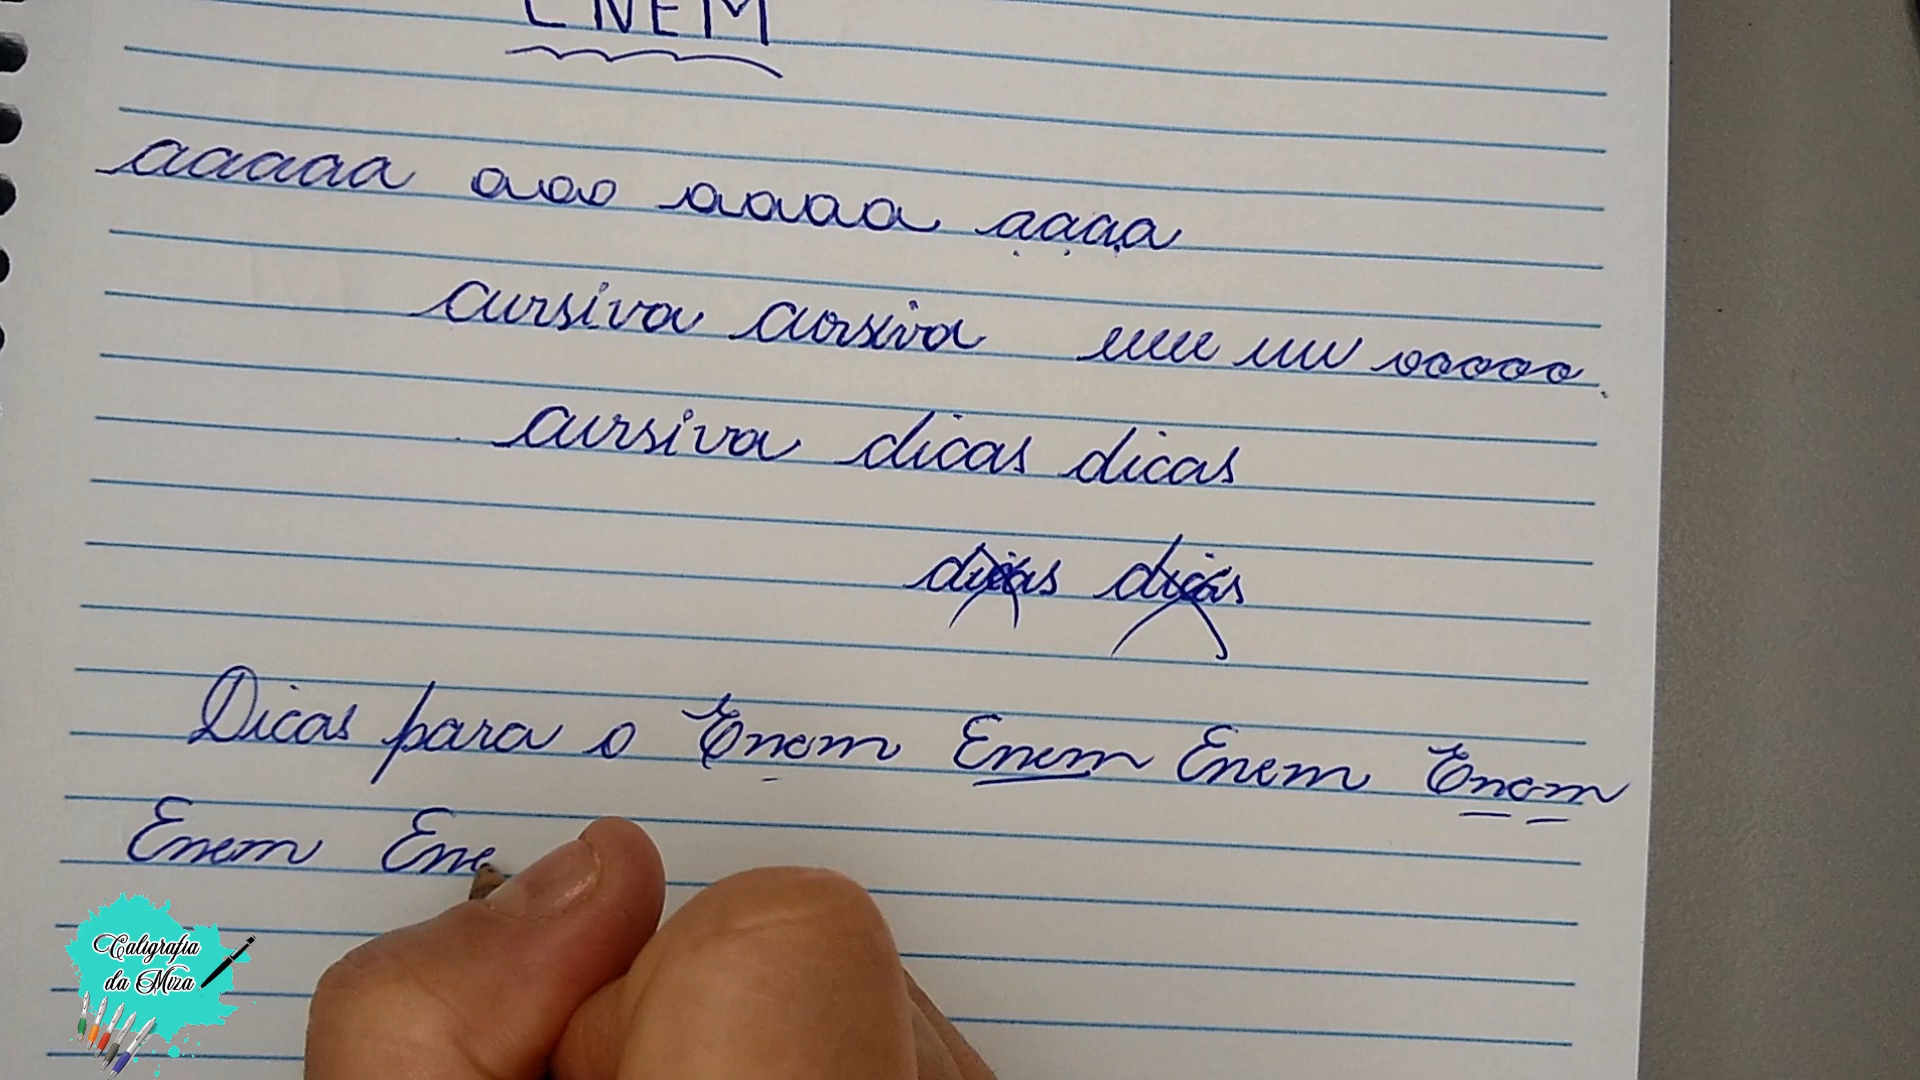 ENEM
aaaaa aao aaaa aaaa
cursiva cursiva uuu uu ooooo
cursiva dicas dicas
dicas dicas
Dicas para o Enem Enem Enem Enem
Enem Ene
Caligrafia
da Miza